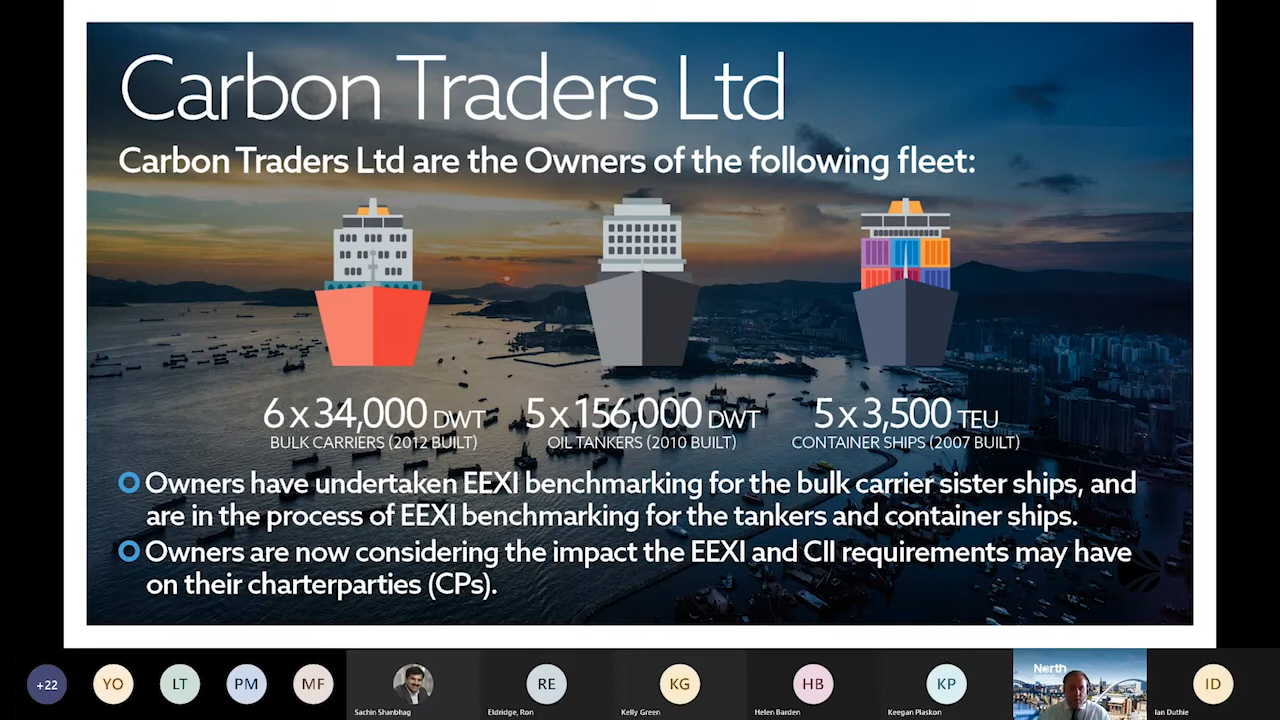 Carbon Traders Ltd
Carbon Traders Ltd are the Owners of the following fleet:
6 x 34,000 DWT
BULK CARRIERS (2012 BUILT)
5 x 156,000 DWT
OIL TANKERS (2010 BUILT)
5 x 3,500 TEU
CONTAINER SHIPS (2007 BUILT)
Owners have undertaken EEXI benchmarking for the bulk carrier sister ships, and
are in the process of EEXI benchmarking for the tankers and container ships.
Owners are now considering the impact the EEXI and CII requirements may have
on their charterparties (CPs).
+22
YO
LT
PM
MF
Sachin Shanbhag
RE
Eldridge, Ron
KG
Kelly Green
HB
Helen Barden
KP
Keegan Plaskon
North
ID
Ian Duthie